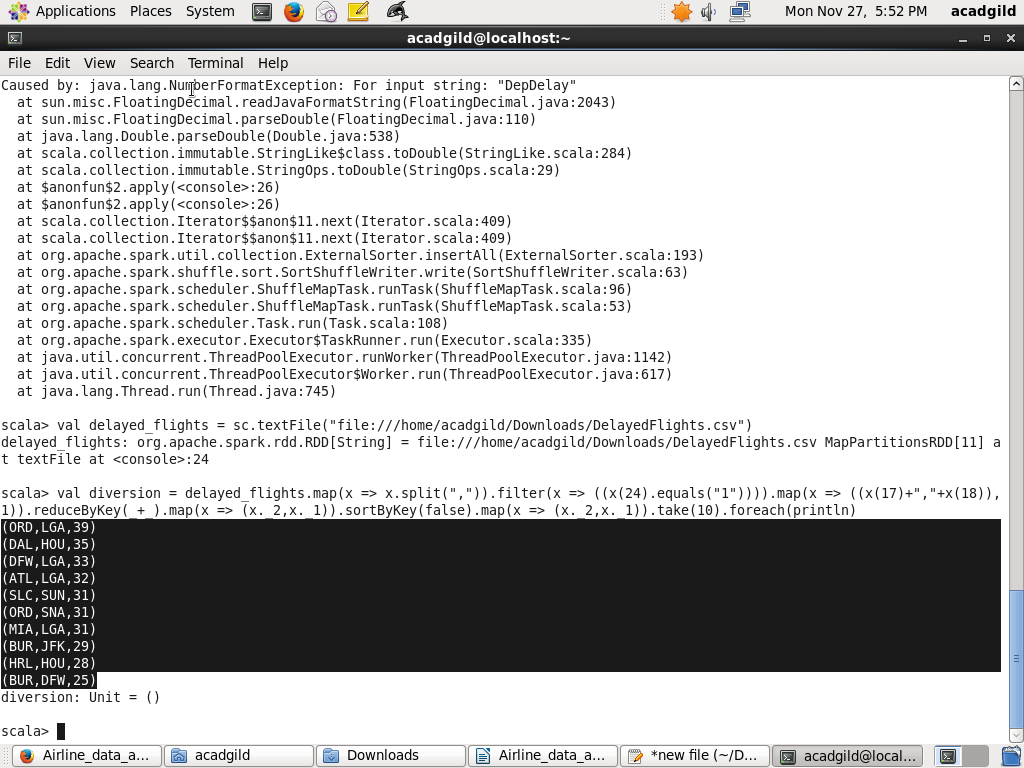 Applications Places System
Mon Nov 27, 5:52 PM acadgild
acadgild@localhost:~
File Edit View Search Terminal Help
Caused by: java.lang.NumberFormatException: For input string: "DepDelay"
at sun.misc.FloatingDecimal.readJavaFormatString(FloatingDecimal.java:2043)
at sun.misc.FloatingDecimal.parseDouble(FloatingDecimal.java:110)
at java.lang.Double.parseDouble(Double.java:538)
at scala.collection.immutable.StringLike$class.toDouble(StringLike.scala:284)
at scala.collection.immutable.StringOps.toDouble(StringOps.scala:29)
at $anonfun$2.apply(<console>:26)
at $anonfun$2.apply(<console>:26)
at scala.collection.Iterator$$anon$11.next(Iterator.scala:409)
at scala.collection.Iterator$$anon$11.next(Iterator.scala:409)
at org.apache.spark.util.collection.ExternalSorter.insertAll(ExternalSorter.scala:193)
at org.apache.spark.shuffle.sort.SortShuffleWriter.write(SortShuffleWriter.scala:63)
at org.apache.spark.scheduler.ShuffleMapTask.runTask(ShuffleMapTask.scala:96)
at org.apache.spark.scheduler.ShuffleMapTask.runTask(ShuffleMapTask.scala:53)
at org.apache.spark.scheduler.Task.run(Task.scala:108)
at org.apache.spark.executor.Executor$TaskRunner.run(Executor.scala:335)
at java.util.concurrent.ThreadPoolExecutor.runWorker(ThreadPoolExecutor.java:1142)
at java.util.concurrent.ThreadPoolExecutor$Worker.run(ThreadPoolExecutor.java:617)
at java.lang.Thread.run(Thread.java:745)
scala> val delayed_flights = sc.textFile("file:///home/acadgild/Downloads/DelayedFlights.csv")
delayed_flights: org.apache.spark.rdd.RDD[String] = file:///home/acadgild/Downloads/DelayedFlights.csv MapPartitionsRDD[11] a
t textFile at <console>:24
scala> val diversion = delayed_flights.map(x => x.split(",")).filter(x => ((x(24).equals("1")))).map(x => ((x(17)+","+x(18)),
1)).reduceByKey(_+_).map(x => (x._2,x._1)).sortByKey(false).map(x => (x._2,x._1)).take(10).foreach(println)
(ORD,LGA,39)
(DAL,HOU,35)
(DFW,LGA,33)
(ATL,LGA,32)
(SLC,SUN,31)
(ORD,SNA,31)
(MIA,LGA,31)
(BUR,JFK,29)
(HRL,HOU,28)
(BUR,DFW,25)
diversion: Unit = ()
scala>
Airline_data_a... acadgild Downloads Airline_data_a... *new file (~/D... acadgild@local...